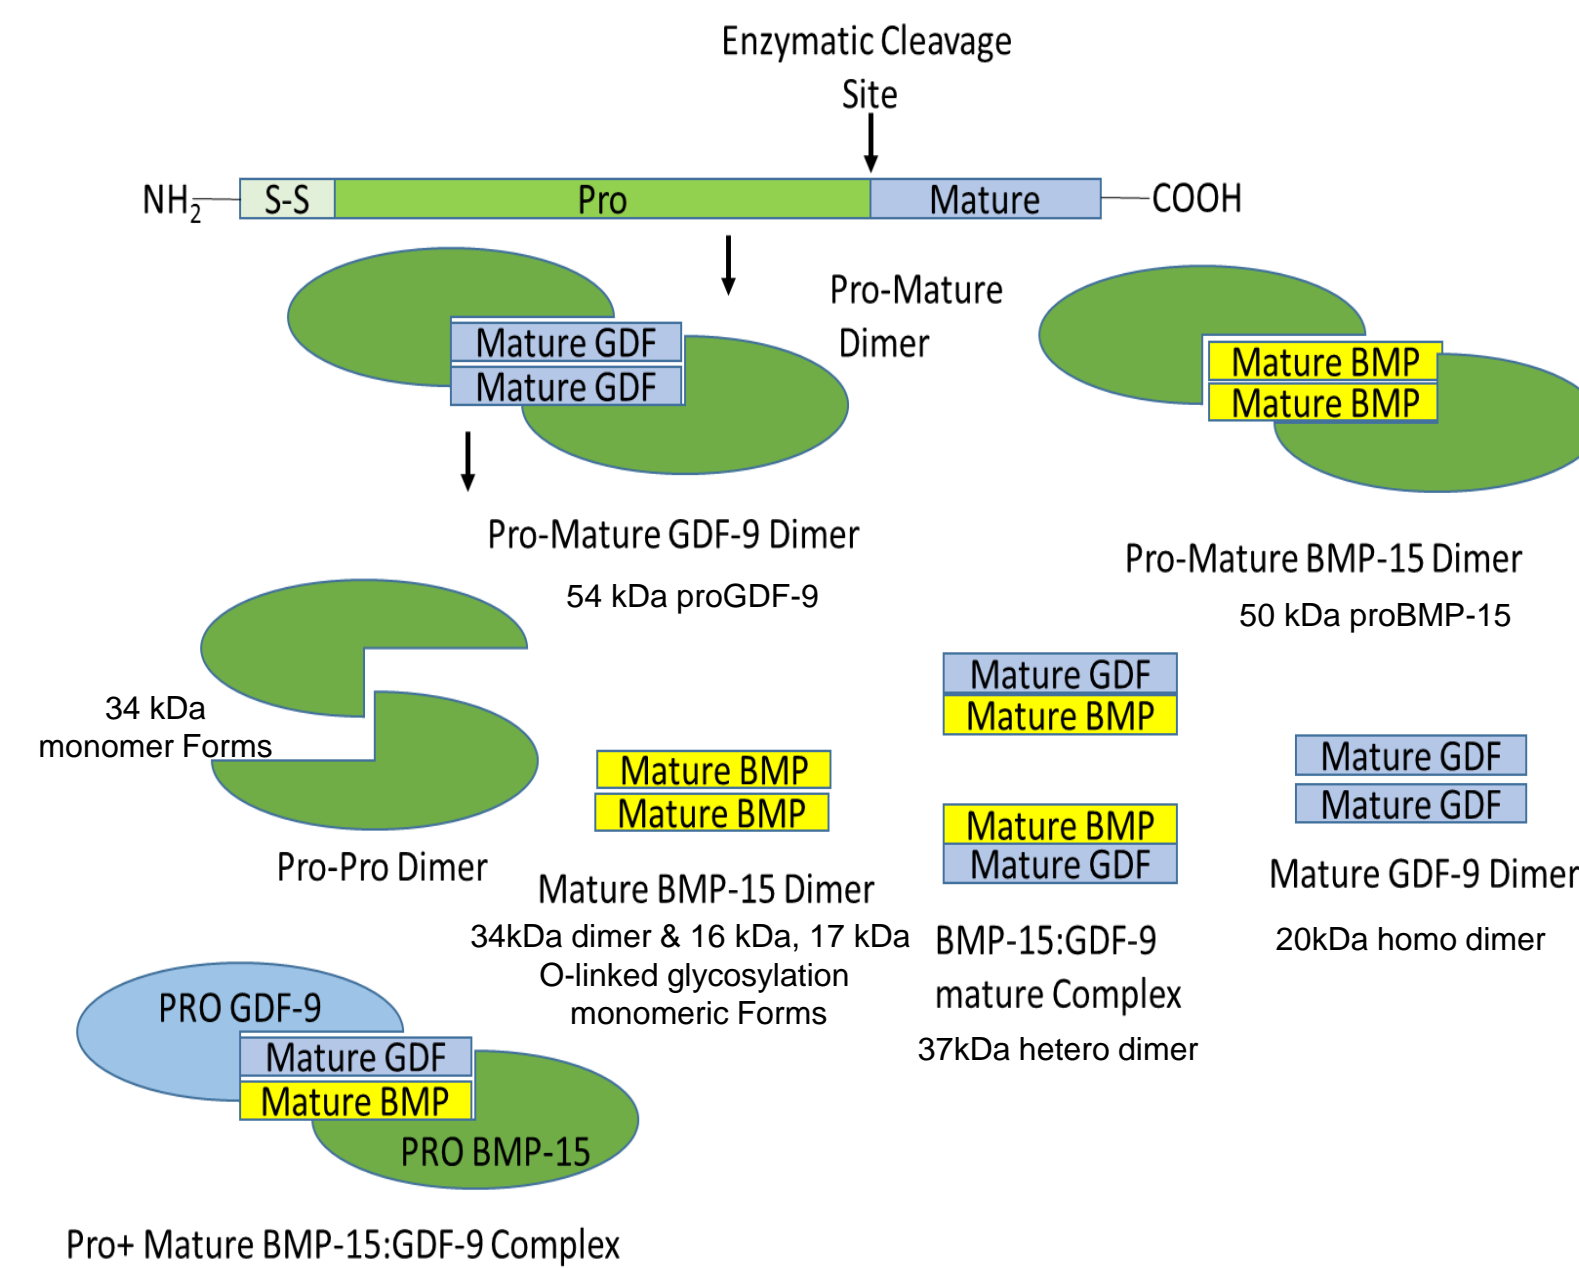 Enzymatic Cleavage
Site
NH2 S-S Pro Mature COOH
Pro-Mature
Dimer
Mature GDF
Mature GDF
Mature BMP
Mature BMP
Pro-Mature GDF-9 Dimer
54 kDa proGDF-9
Pro-Mature BMP-15 Dimer
50 kDa proBMP-15
34 kDa
monomer Forms
Pro-Pro Dimer
Mature BMP
Mature BMP
Mature BMP-15 Dimer
34kDa dimer & 16 kDa, 17 kDa
O-linked glycosylation
monomeric Forms
Mature GDF
Mature BMP
Mature BMP
Mature GDF
BMP-15:GDF-9
mature Complex
37kDa hetero dimer
Mature GDF
Mature GDF
Mature GDF-9 Dimer
20kDa homo dimer
PRO GDF-9
Mature GDF
Mature BMP
PRO BMP-15
Pro+ Mature BMP-15:GDF-9 Complex